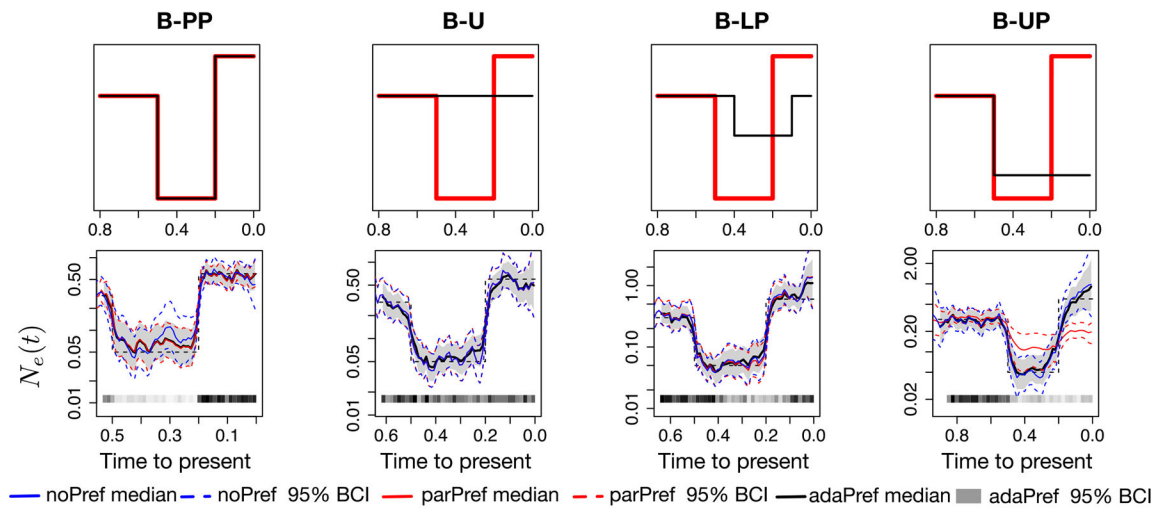 B-PP B-U B-LP B-UP
0.8 0.4 0.0 0.8 0.4 0.0 0.8 0.4 0.0 0.8 0.4 0.0
N_e(t)
0.50 0.05 0.01
0.50 0.05
1.00 0.10 0.01
2.00 0.20 0.02
0.5 0.3 0.1 0.6 0.4 0.2 0.0 0.6 0.4 0.2 0.0 0.8 0.4 0.0
Time to present Time to present Time to present Time to present
noPref median noPref 95% BCI parPref median parPref 95% BCI adaPref median adaPref 95% BCI